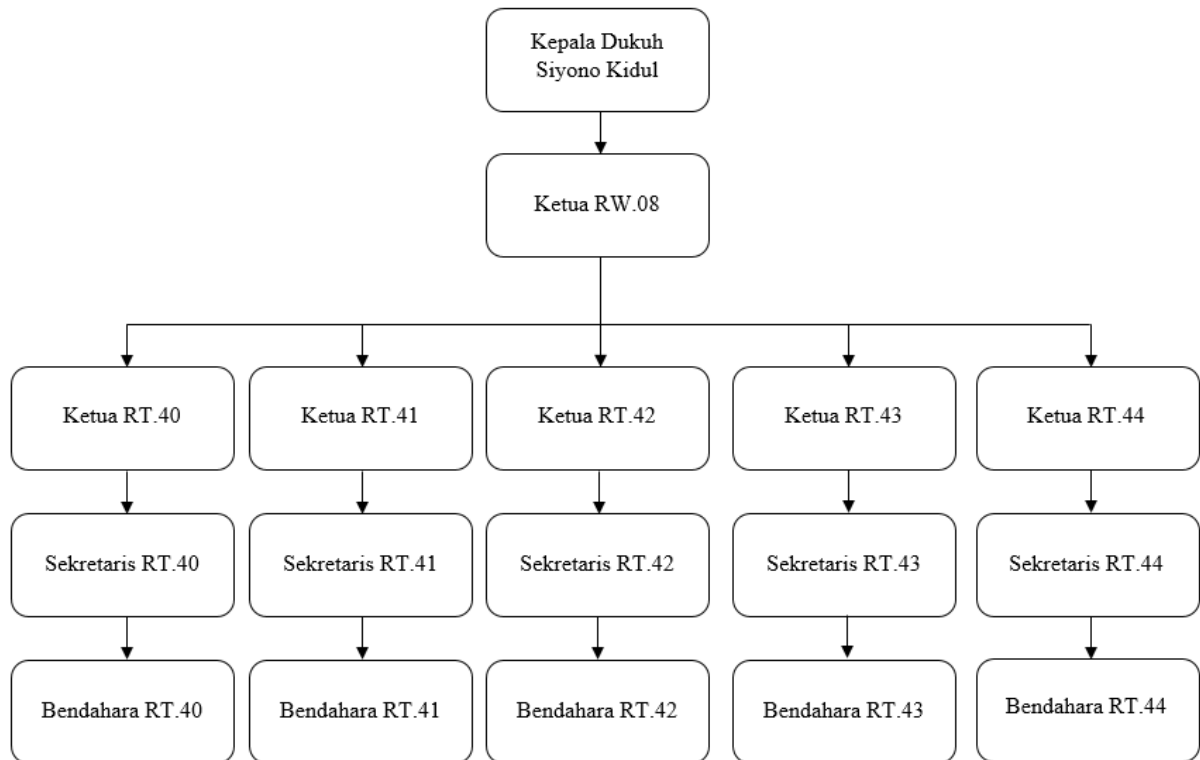 Kepala Dukuh
Siyono Kidul
Ketua RW.08
Ketua RT.40
Ketua RT.41
Ketua RT.42
Ketua RT.43
Ketua RT.44
Sekretaris RT.40
Sekretaris RT.41
Sekretaris RT.42
Sekretaris RT.43
Sekretaris RT.44
Bendahara RT.40
Bendahara RT.41
Bendahara RT.42
Bendahara RT.43
Bendahara RT.44